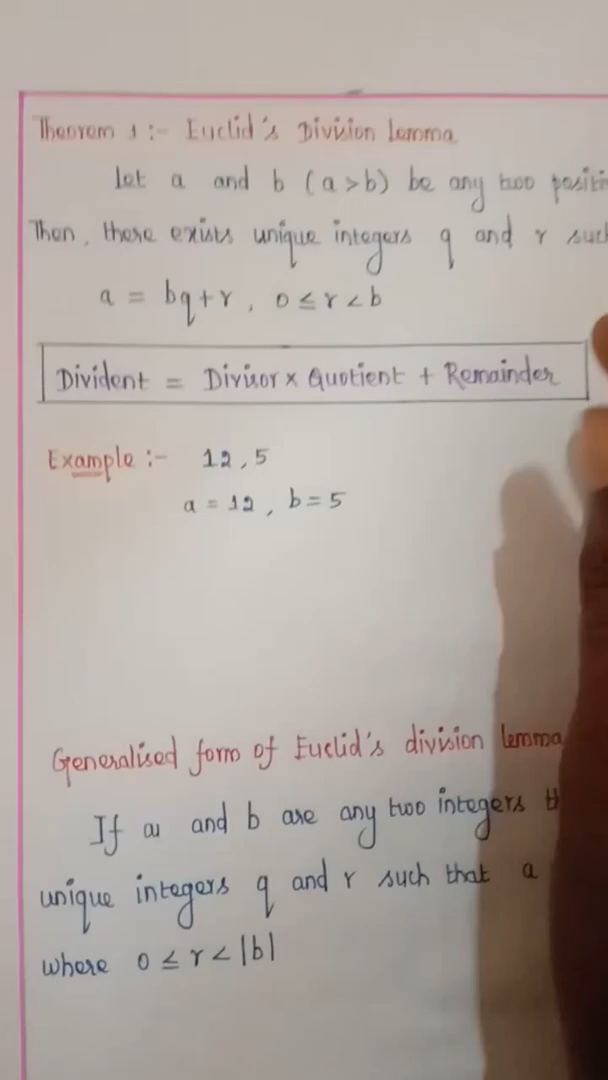 Theorem 1 :- Euclid's Division Lemma
Let a and b (a>b) be any two
Then, there exists unique integers q and r
a = bq+r, 0 ≤ r < b
Divident = Divisor × Quotient + Remainder
Example :- 12, 5
a = 12, b = 5
Generalised form of Euclid's division lemma
If a and b are any two integers
unique integers q and r such that a
where 0 ≤ r < |b|